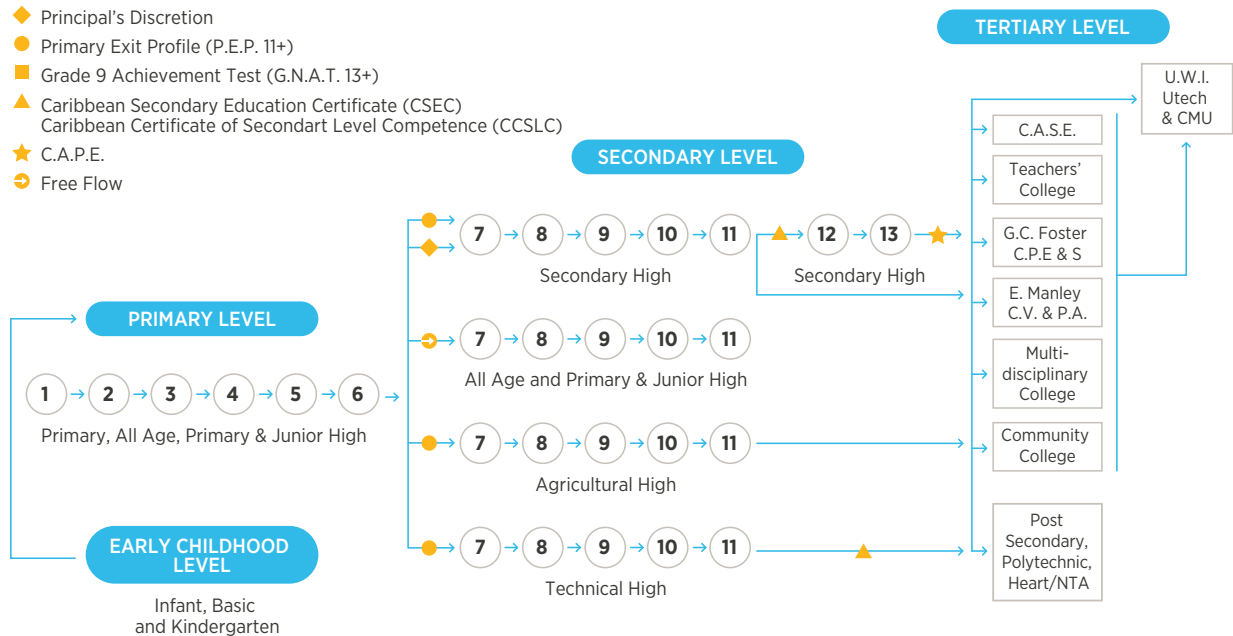 Principal's Discretion
Primary Exit Profile (P.E.P. 11+)
Grade 9 Achievement Test (G.N.A.T. 13+)
Caribbean Secondary Education Certificate (CSEC)
Caribbean Certificate of Secondart Level Competence (CCSLC)
C.A.P.E.
Free Flow
TERTIARY LEVEL
SECONDARY LEVEL
PRIMARY LEVEL
1 2 3 4 5 6
Primary, All Age, Primary & Junior High
EARLY CHILDHOOD
LEVEL
Infant, Basic
and Kindergarten
7 8 9 10 11
Secondary High
12 13
Secondary High
7 8 9 10 11
All Age and Primary & Junior High
7 8 9 10 11
Agricultural High
7 8 9 10 11
Technical High
C.A.S.E.
Teachers'
College
G.C. Foster
C.P.E & S
E. Manley
C.V. & P.A.
Multi-
disciplinary
College
Community
College
Post
Secondary,
Polytechnic,
Heart/NTA
U.W.I.
Utech
& CMU